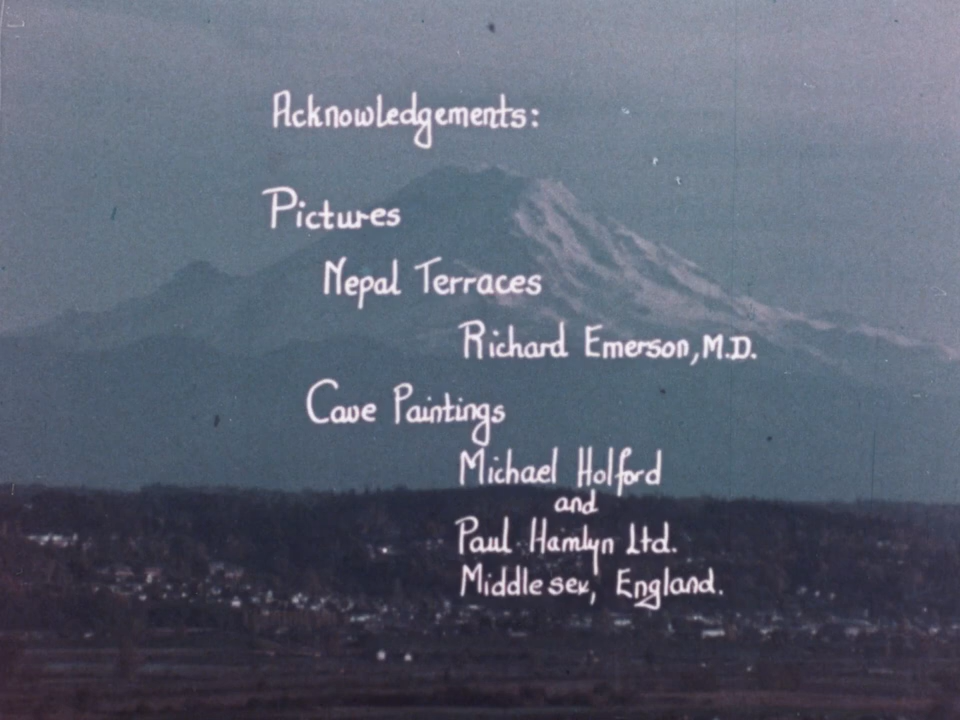 Acknowledgements:
Pictures
Nepal Terraces
Richard Emerson, M.D.
Cave Paintings
Michael Holford
and
Paul Hamlyn Ltd.
Middlesex, England.